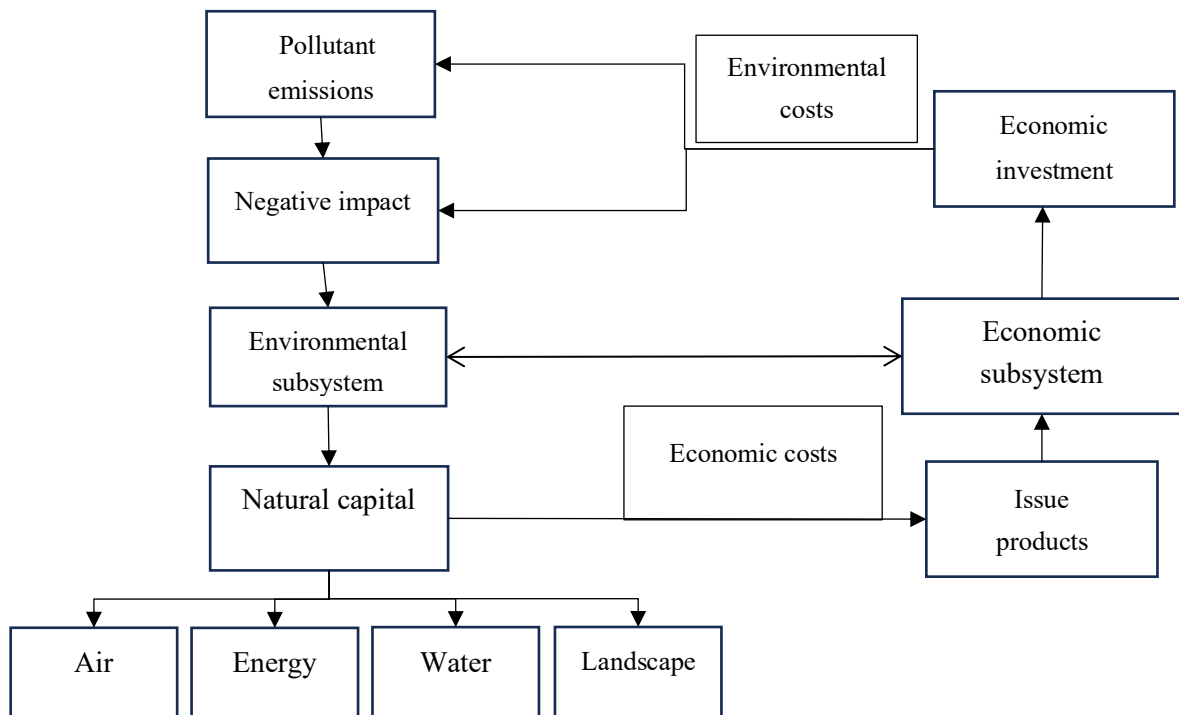 Pollutant
emissions
Environmental
costs
Economic
investment
Negative impact
Environmental
subsystem
Economic
subsystem
Economic costs
Natural capital
Issue
products
Air
Energy
Water
Landscape